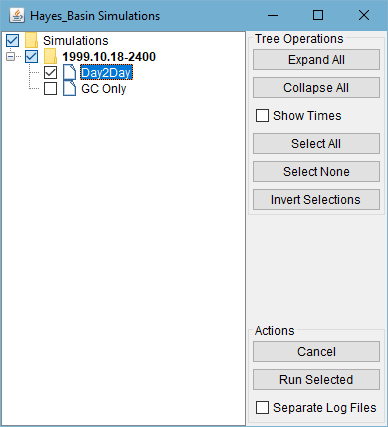 Hayes_Basin Simulations
Simulations
1999.10.18-2400
Day2Day
GC Only
Tree Operations
Expand All
Collapse All
Show Times
Select All
Select None
Invert Selections
Actions
Cancel
Run Selected
Separate Log Files